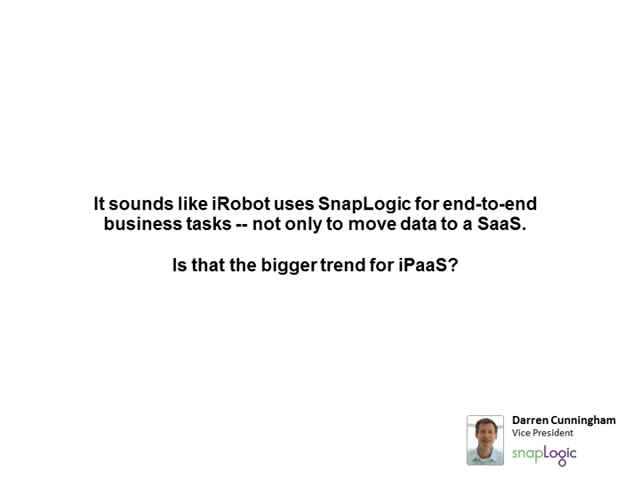 It sounds like iRobot uses SnapLogic for end-to-end
business tasks -- not only to move data to a SaaS.
Is that the bigger trend for iPaaS?
Darren Cunningham
Vice President
snapLogic